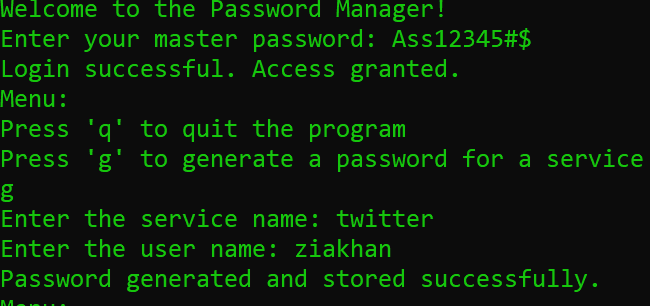 Welcome to the Password Manager!
Enter your master password: Ass12345#$
Login successful. Access granted.
Menu:
Press 'q' to quit the program
Press 'g' to generate a password for a service
g
Enter the service name: twitter
Enter the user name: ziakhan
Password generated and stored successfully.
Menu: